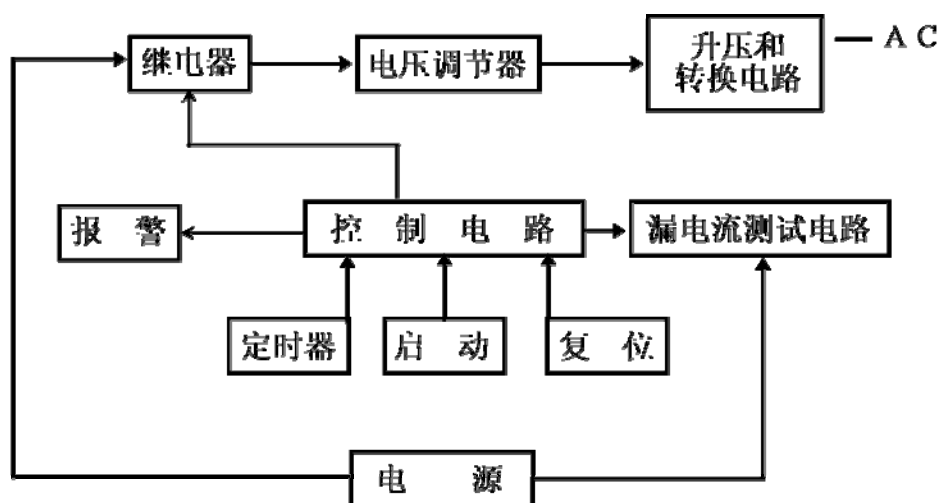 继电器
电压调节器
升压和
转换电路
AC
报 警
控 制 电 路
漏电流测试电路
定时器
启 动
复 位
电 源